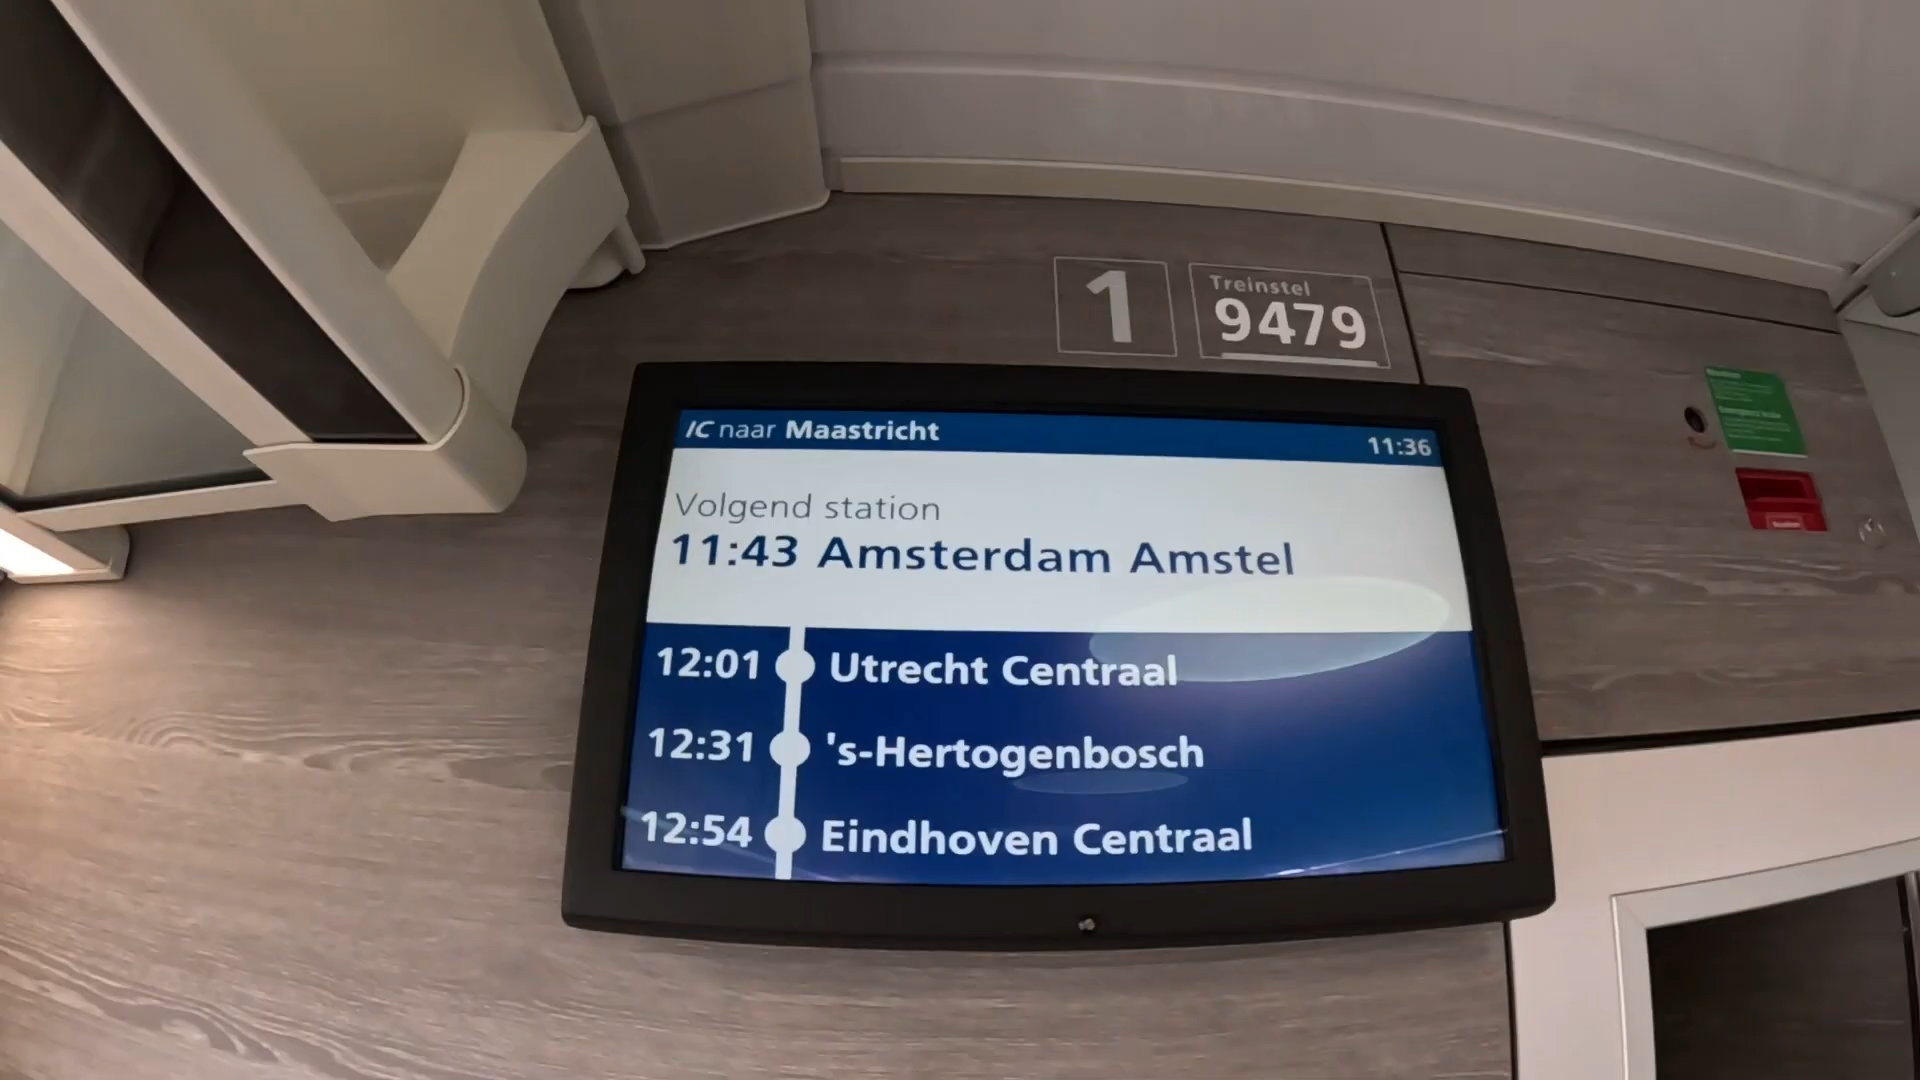 1
Treinstel
9479
IC naar Maastricht
11:36
Volgend station
11:43 Amsterdam Amstel
12:01 Utrecht Centraal
12:31 's-Hertogenbosch
12:54 Eindhoven Centraal